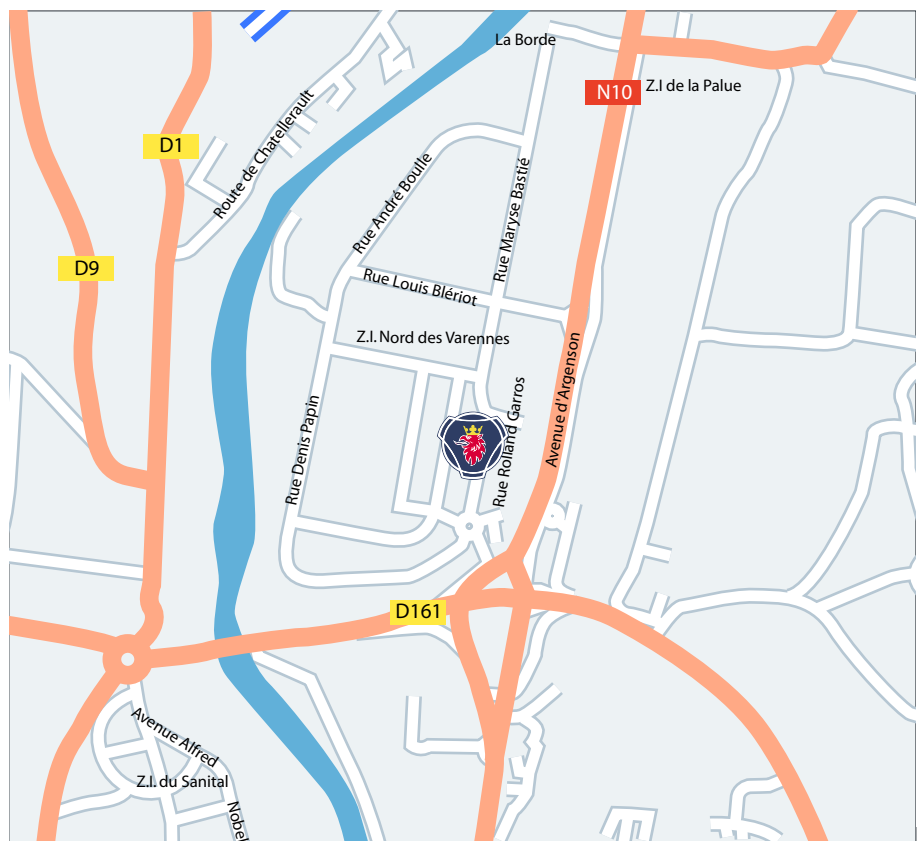 La Borde
N10
Z.I de la Palue
D1
Route de Chatellerault
Rue André Boulle
Rue Maryse Bastié
D9
Rue Louis Blériot
Z.I. Nord des Varennes
Avenue d'Argenson
Rue Denis Papin
Rue Rolland Garros
D161
Avenue Alfred
Nobel
Z.I. du Sanital